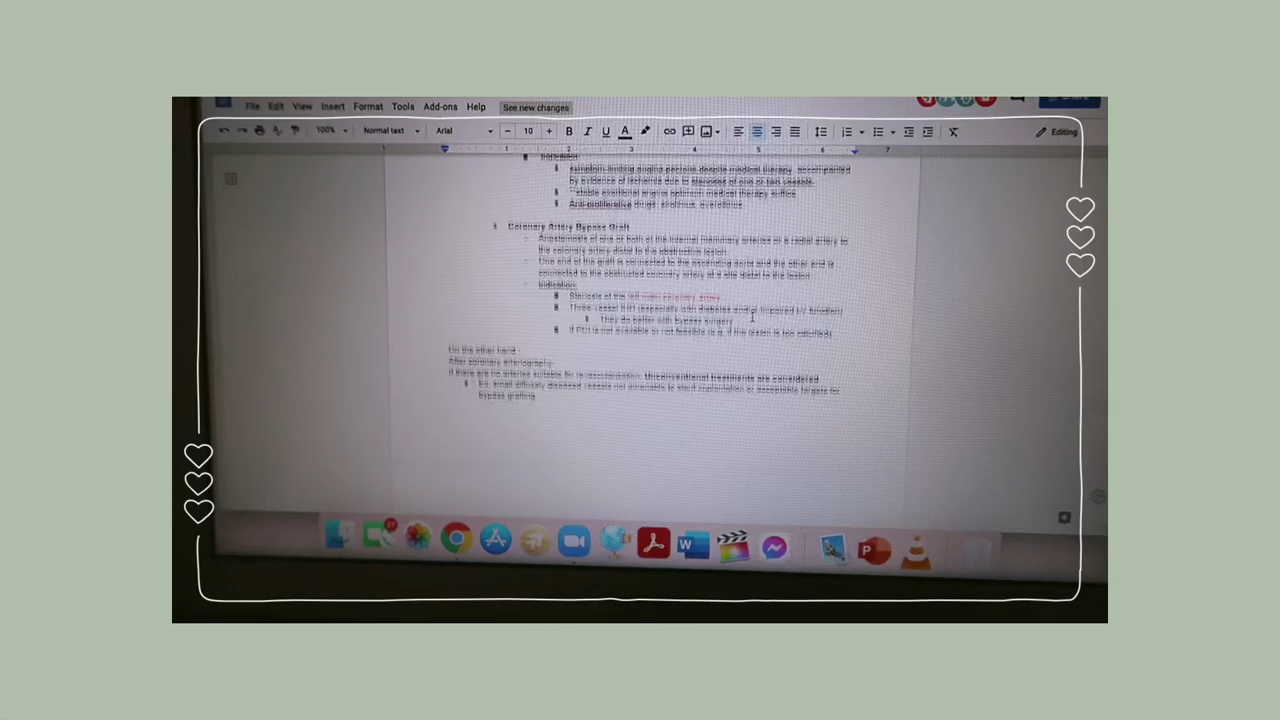 File Edit View Insert Format Tools Add-ons Help See new changes
100% Normal text Arial 10 Editing
1 1 2 3 4 5 6 7
Indication:
symptom-limiting angina pectoris despite medical therapy, accompanied
by evidence of ischemia due to stenosis of one or two vessels
stable exertional angina optimum medical therapy suffice
Anti-proliferative drugs: sirolimus, everolimus
Coronary Artery Bypass Graft
Anastomosis of one or both of the internal mammary arteries or a radial artery to
the coronary artery distal to the obstructive lesion.
One end of the graft is connected to the ascending aorta and the other end is
connected to the obstructed coronary artery at a site distal to the lesion
Indication:
Stenosis of the left main coronary artery
Three-vessel (especially with diabetes and/or impaired LV function)
They do better with bypass surgery
If PCI is not available or not feasible (e.g. if the lesion is too calcified)
On the other hand :
After coronary arteriography:
If there are no arteries suitable for revascularization: Unconventional treatments are considered
Ex. small diffusely diseased vessels not amenable to stent implantation or acceptable targets for
bypass grafting
W
P